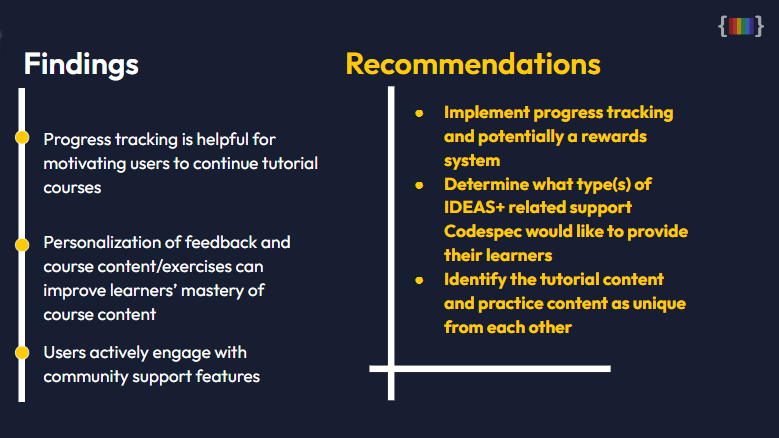 Findings
Progress tracking is helpful for
motivating users to continue tutorial
courses
Personalization of feedback and
course content/exercises can
improve learners’ mastery of
course content
Users actively engage with
community support features
Recommendations
● Implement progress tracking
and potentially a rewards
system
● Determine what type(s) of
IDEAS+ related support
Codespec would like to provide
their learners
● Identify the tutorial content
and practice content as unique
from each other